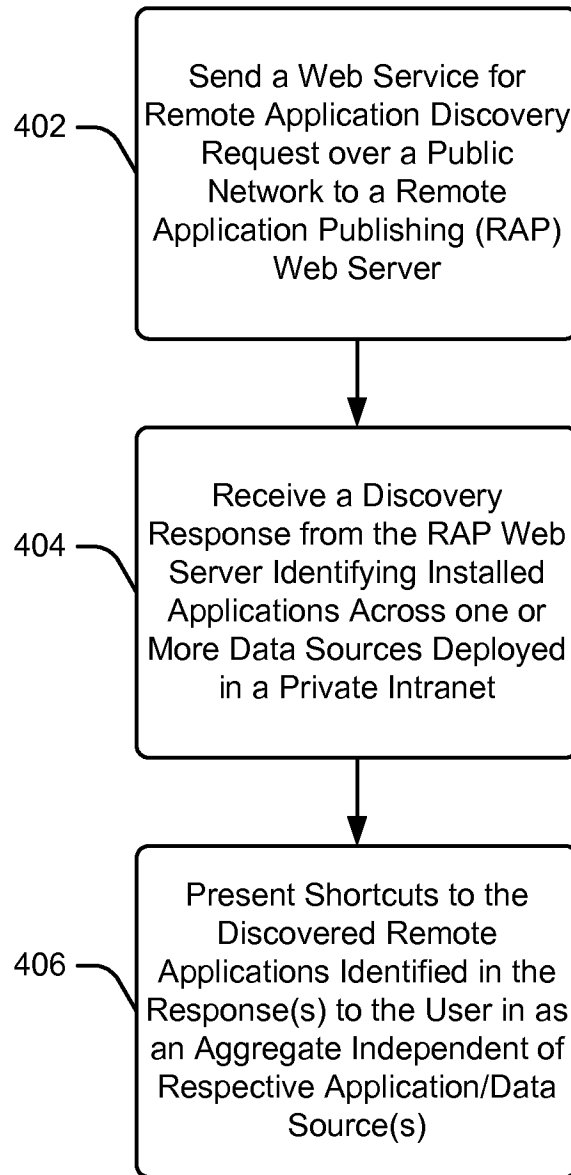 Send a Web Service for
402
Remote Application Discovery
Request over a Public
Network to a Remote
Application Publishing (RAP)
Web Server
Receive a Discovery
404
Response from the RAP Web
Server Identifying Installed
Applications Across one or
More Data Sources Deployed
in a Private Intranet
Present Shortcuts to the
Discovered Remote
406
Applications Identified in the
Response(s) to the User in as
an Aggregate Independent of
Respective Application/Data
Source(s)